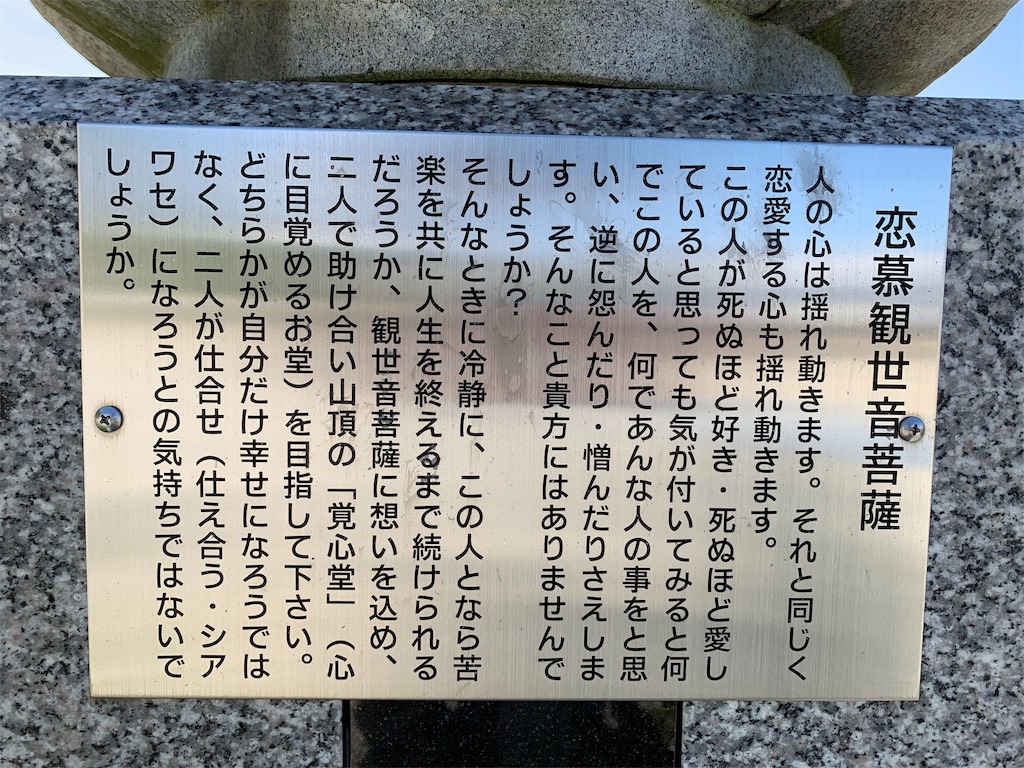 恋慕観世音菩薩
人の心は揺れ動きます。それと同じく
恋愛する心も揺れ動きます。
この人が死ぬほど好き・死ぬほど愛し
ていると思っても気が付いてみると何
でこの人を、何であんな人の事をと思
い、逆に怨んだり・憎んだりさえしま
す。そんなこと貴方にはありませんで
しょうか？
そんなときに冷静に、この人となら苦
楽を共に人生を終えるまで続けられる
だろうか、観世音菩薩に想いを込め、
二人で助け合い山頂の「覚心堂」（心
に目覚めるお堂）を目指して下さい。
どちらかが自分だけ幸せになろうでは
なく、二人が仕合せ（仕え合う・シア
ワセ）になろうとの気持ちではないで
しょうか。